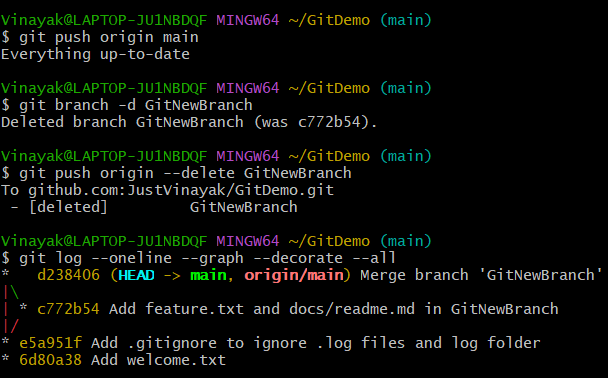 Vinayak@LAPTOP-JU1NBDQF MINGW64 ~/GitDemo (main)
$ git push origin main
Everything up-to-date

Vinayak@LAPTOP-JU1NBDQF MINGW64 ~/GitDemo (main)
$ git branch -d GitNewBranch
Deleted branch GitNewBranch (was c772b54).

Vinayak@LAPTOP-JU1NBDQF MINGW64 ~/GitDemo (main)
$ git push origin --delete GitNewBranch
To github.com:JustVinayak/GitDemo.git
 - [deleted]         GitNewBranch

Vinayak@LAPTOP-JU1NBDQF MINGW64 ~/GitDemo (main)
$ git log --oneline --graph --decorate --all
*   d238406 (HEAD -> main, origin/main) Merge branch 'GitNewBranch'
|\
| * c772b54 Add feature.txt and docs/readme.md in GitNewBranch
|/
* e5a951f Add .gitignore to ignore .log files and log folder
* 6d80a38 Add welcome.txt